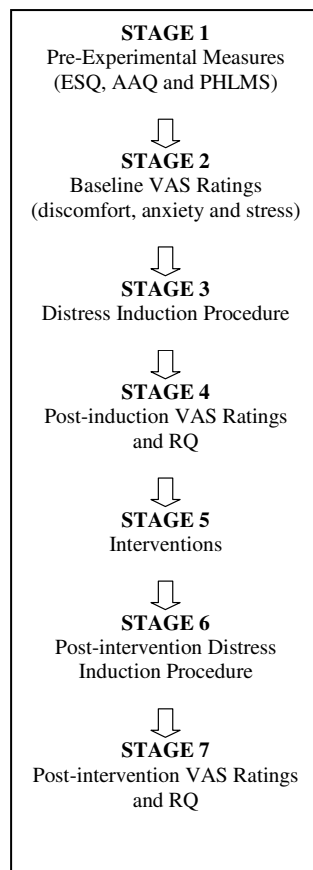 STAGE 1
Pre-Experimental Measures
(ESQ, AAQ and PHLMS)
STAGE 2
Baseline VAS Ratings
(discomfort, anxiety and stress)
STAGE 3
Distress Induction Procedure
STAGE 4
Post-induction VAS Ratings
and RQ
STAGE 5
Interventions
STAGE 6
Post-intervention Distress
Induction Procedure
STAGE 7
Post-intervention VAS Ratings
and RQ